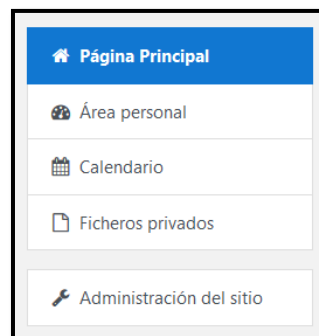 Página Principal
Área personal
Calendario
Ficheros privados
Administración del sitio